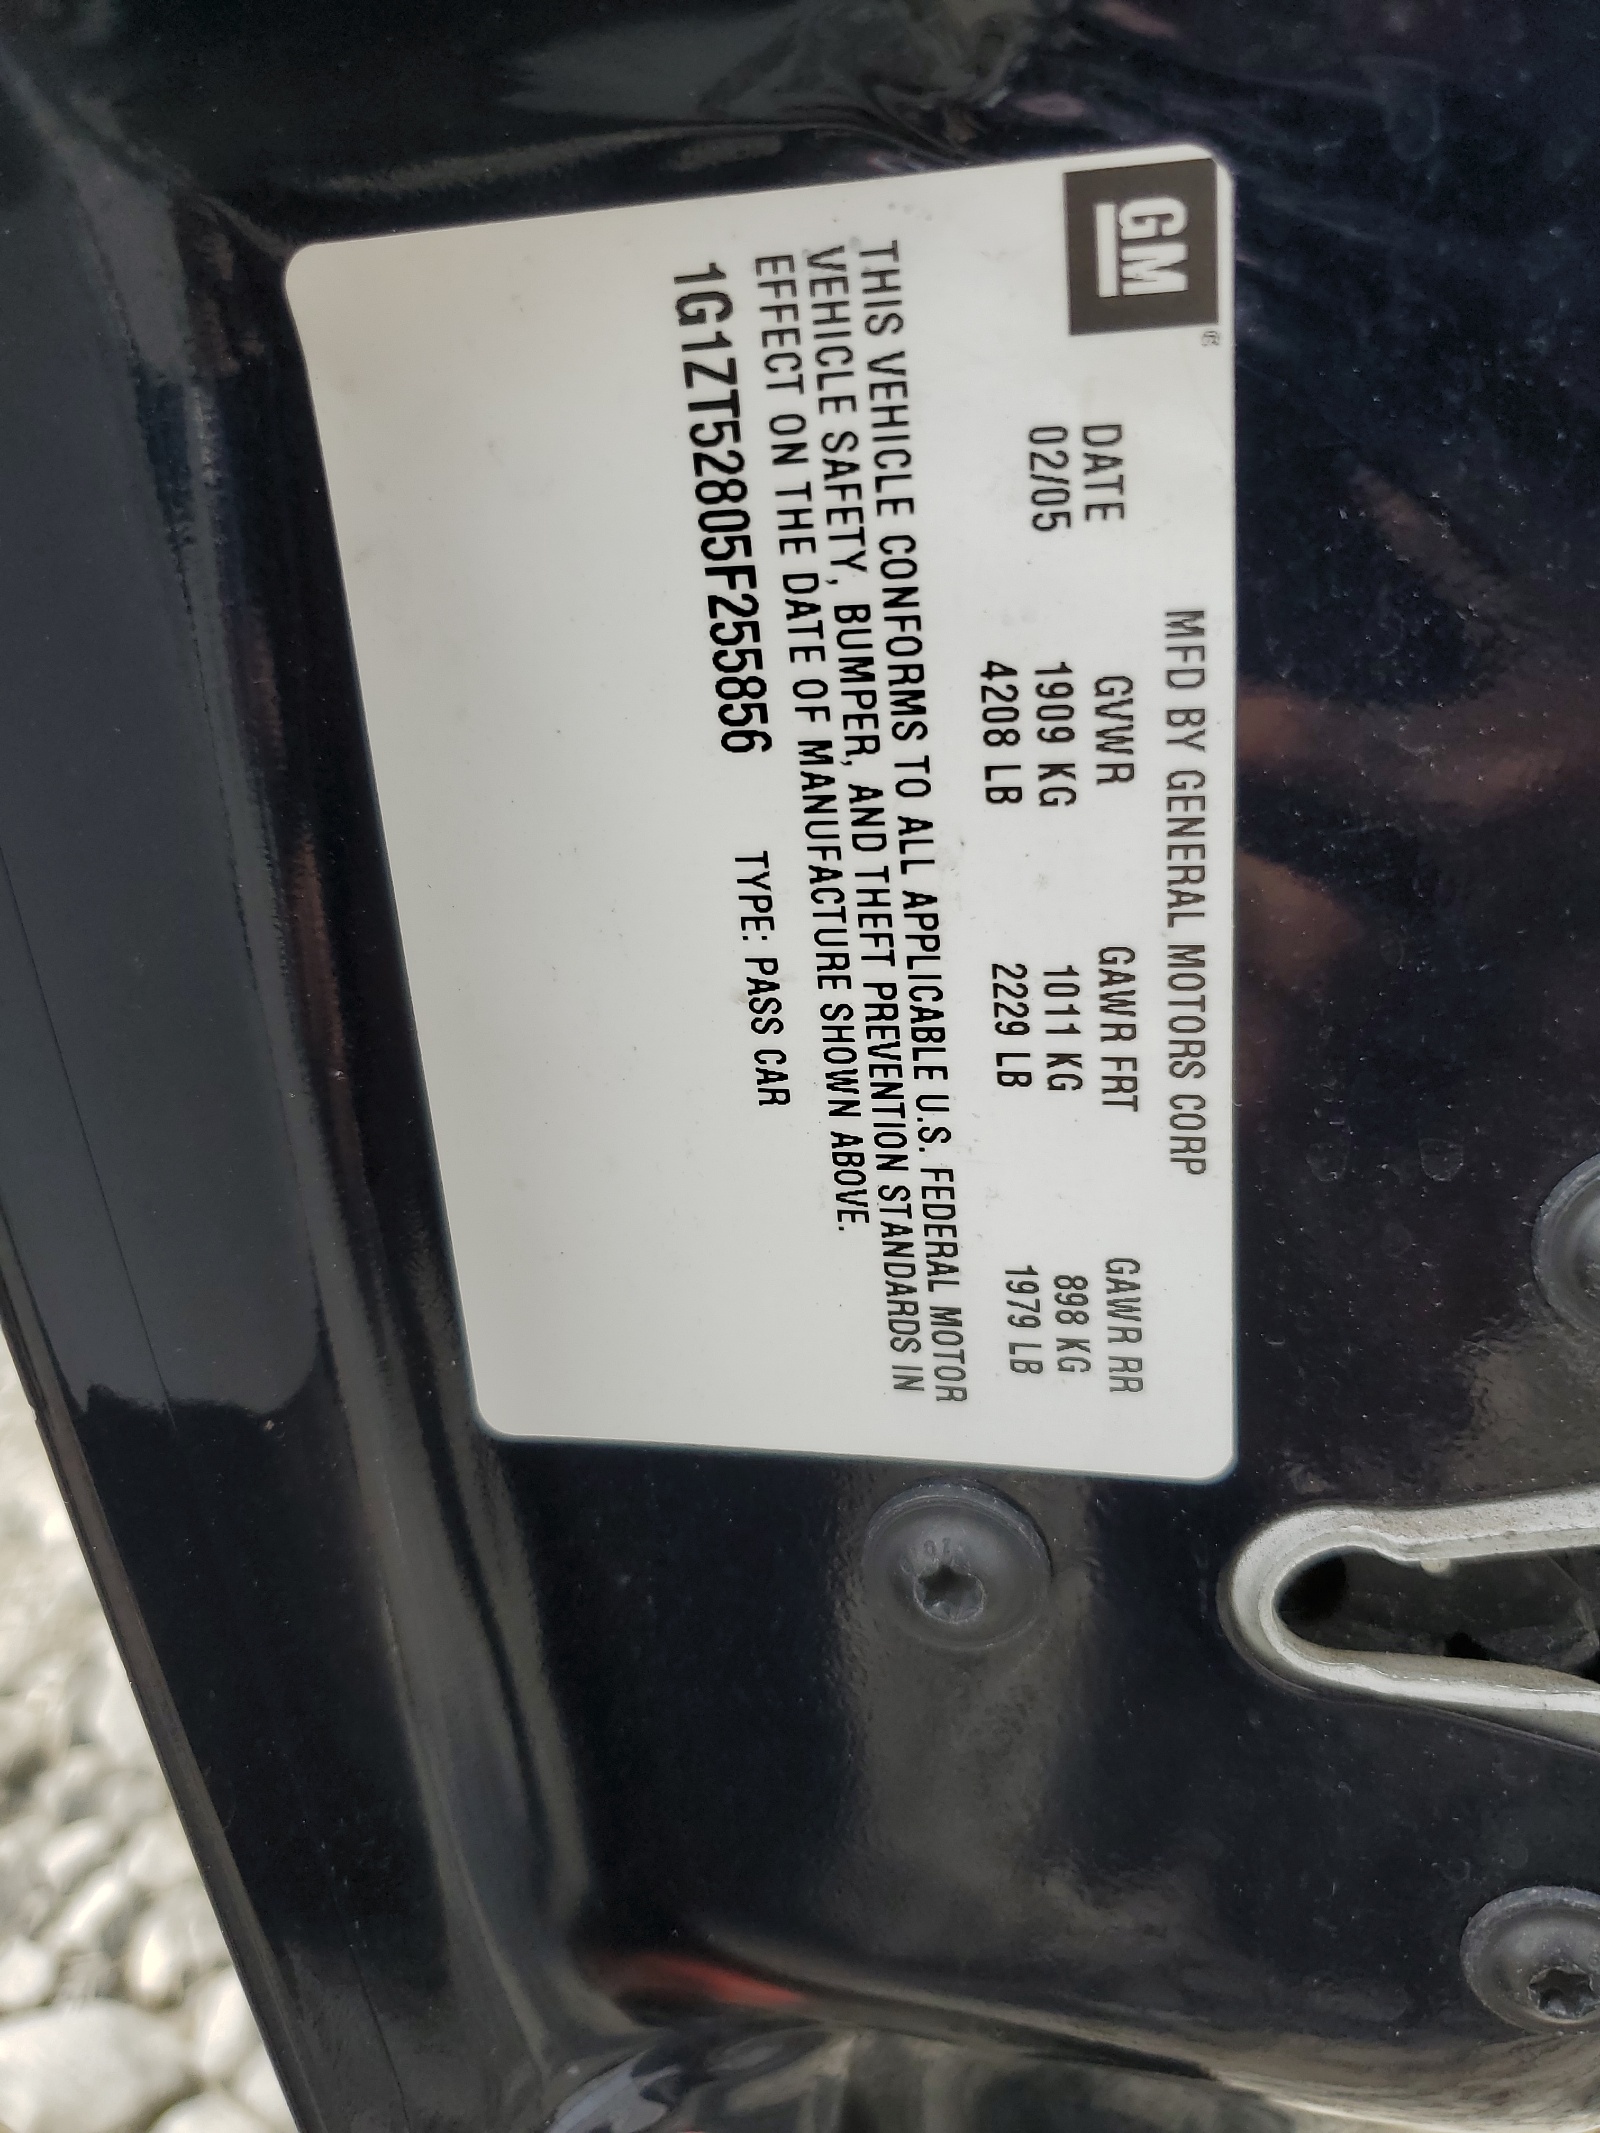 GM
MFD BY GENERAL MOTORS CORP
DATE GVWR GAWR FRT GAWR RR
02/05 1909 KG 1011 KG 898 KG
4208 LB 2229 LB 1979 LB
THIS VEHICLE CONFORMS TO ALL APPLICABLE U.S. FEDERAL MOTOR
VEHICLE SAFETY, BUMPER, AND THEFT PREVENTION STANDARDS IN
EFFECT ON THE DATE OF MANUFACTURE SHOWN ABOVE.
1G1ZT52805F255856 TYPE: PASS CAR